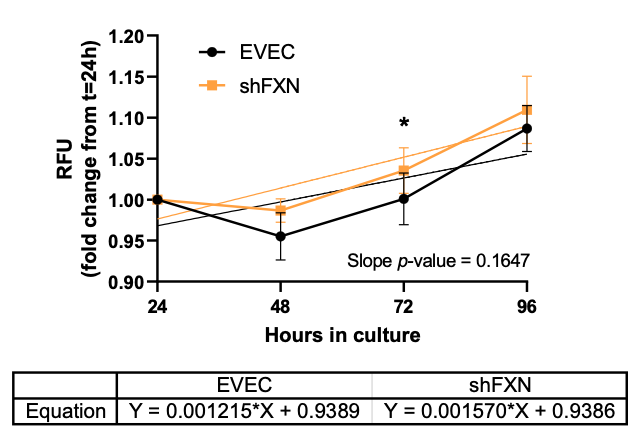 1.20
1.15
1.10
1.05
1.00
0.95
0.90
RFU
(fold change from t=24h)
EVEC
shFXN
*
Slope p-value = 0.1647
24 48 72 96
Hours in culture
EVEC shFXN
Equation Y = 0.001215*X + 0.9389 Y = 0.001570*X + 0.9386